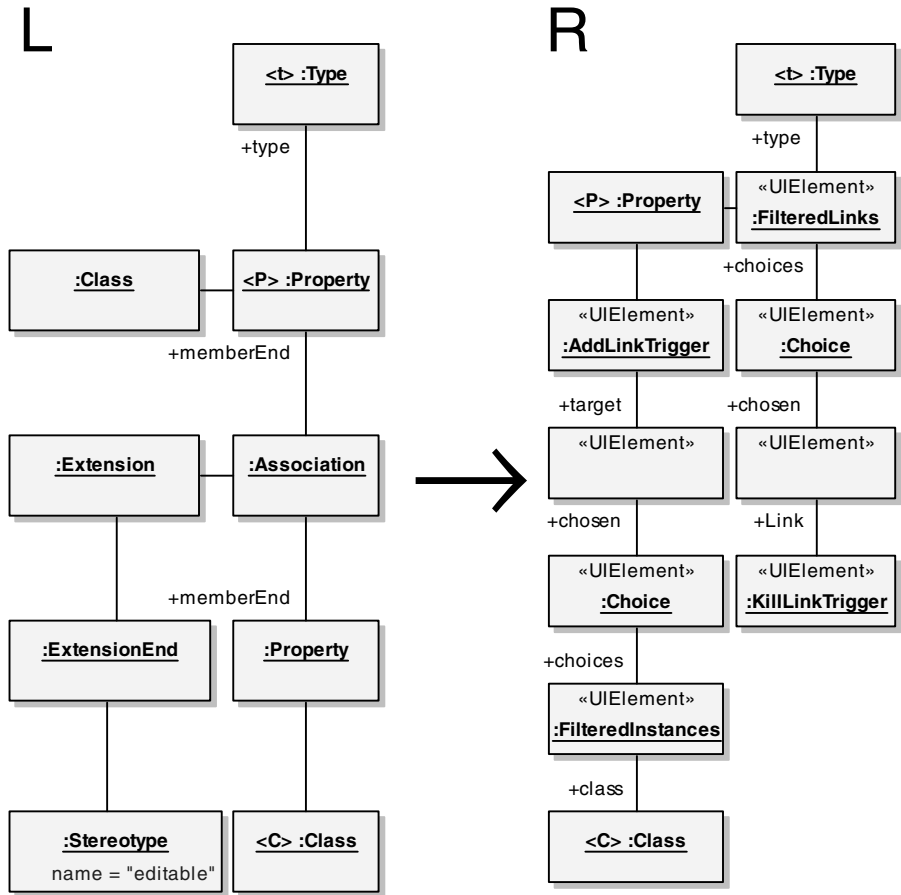 L
<t> :Type
+type
:Class
<P> :Property
+memberEnd
:Extension
:Association
+memberEnd
:ExtensionEnd
:Property
:Stereotype
name = "editable"
<C> :Class
R
<t> :Type
+type
<P> :Property
«UIElement»
:FilteredLinks
+choices
«UIElement»
:AddLinkTrigger
«UIElement»
:Choice
+target
+chosen
«UIElement»
«UIElement»
+chosen
+Link
«UIElement»
:Choice
«UIElement»
:KillLinkTrigger
+choices
«UIElement»
:FilteredInstances
+class
<C> :Class